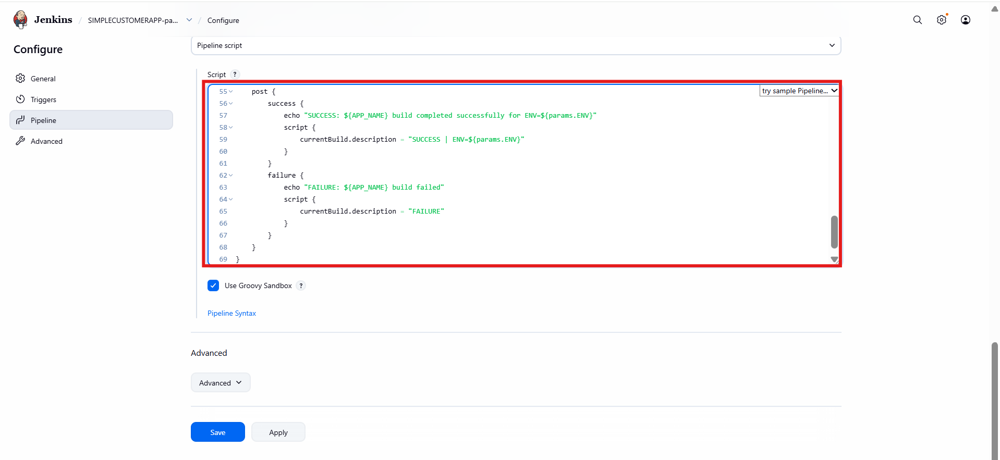 Jenkins / SIMPLECUSTOMERAPP-pa... / Configure
Configure
General
Triggers
Pipeline
Advanced
Pipeline script
Script ?
try sample Pipeline...
55 post {
56 success {
57 echo "SUCCESS: ${APP_NAME} build completed successfully for ENV=${params.ENV}"
58 script {
59 currentBuild.description = "SUCCESS | ENV=${params.ENV}"
60 }
61 }
62 failure {
63 echo "FAILURE: ${APP_NAME} build failed"
64 script {
65 currentBuild.description = "FAILURE"
66 }
67 }
68 }
69 }
Use Groovy Sandbox ?
Pipeline Syntax
Advanced
Advanced
Save Apply